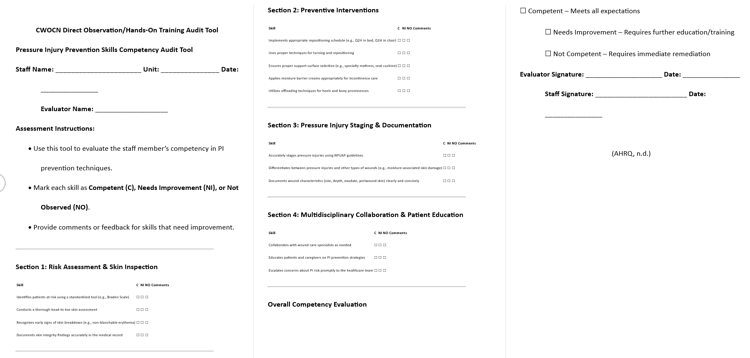 CWOCN Direct Observation/Hands-On Training Audit Tool
Pressure Injury Prevention Skills Competency Audit Tool
Staff Name: ________________________ Unit: ________________ Date:
________________
Evaluator Name: ____________________
Assessment Instructions:
• Use this tool to evaluate the staff member's competency in PI
prevention techniques.
• Mark each skill as Competent (C), Needs Improvement (NI), or Not
Observed (NO).
• Provide comments or feedback for skills that need improvement.
Section 1: Risk Assessment & Skin Inspection
Skill C NI NO Comments
Identifies patients at risk using a standardized tool (e.g., Braden Scale) ☐ ☐ ☐
Conducts a thorough head-to-toe skin assessment ☐ ☐ ☐
Recognizes early signs of skin breakdown (e.g., non-blanchable erythema) ☐ ☐ ☐
Documents skin integrity findings accurately in the medical record ☐ ☐ ☐
Section 2: Preventive Interventions
Skill C NI NO Comments
Implements appropriate repositioning schedule (e.g., Q2H in bed, Q1H in chair) ☐ ☐ ☐
Uses proper techniques for turning and repositioning ☐ ☐ ☐
Ensures proper support surface selection (e.g., specialty mattress, seat cushions) ☐ ☐ ☐
Applies moisture barrier creams appropriately for incontinence care ☐ ☐ ☐
Utilizes offloading techniques for heels and bony prominences ☐ ☐ ☐
Section 3: Pressure Injury Staging & Documentation
Skill C NI NO Comments
Accurately stages pressure injuries using NPUAP guidelines ☐ ☐ ☐
Differentiates between pressure injuries and other types of wounds (e.g., moisture-associated skin damage) ☐ ☐ ☐
Documents wound characteristics (size, depth, exudate, periwound skin) clearly and concisely ☐ ☐ ☐
Section 4: Multidisciplinary Collaboration & Patient Education
Skill C NI NO Comments
Collaborates with wound care specialists as needed ☐ ☐ ☐
Educates patients and caregivers on PI prevention strategies ☐ ☐ ☐
Escalates concerns about PI risk promptly to the healthcare team ☐ ☐ ☐
Overall Competency Evaluation
☐ Competent – Meets all expectations
☐ Needs Improvement – Requires further education/training
☐ Not Competent – Requires immediate remediation
Evaluator Signature: _____________________ Date: ________________
Staff Signature: _________________________ Date:
________________
(AHRQ, n.d.)